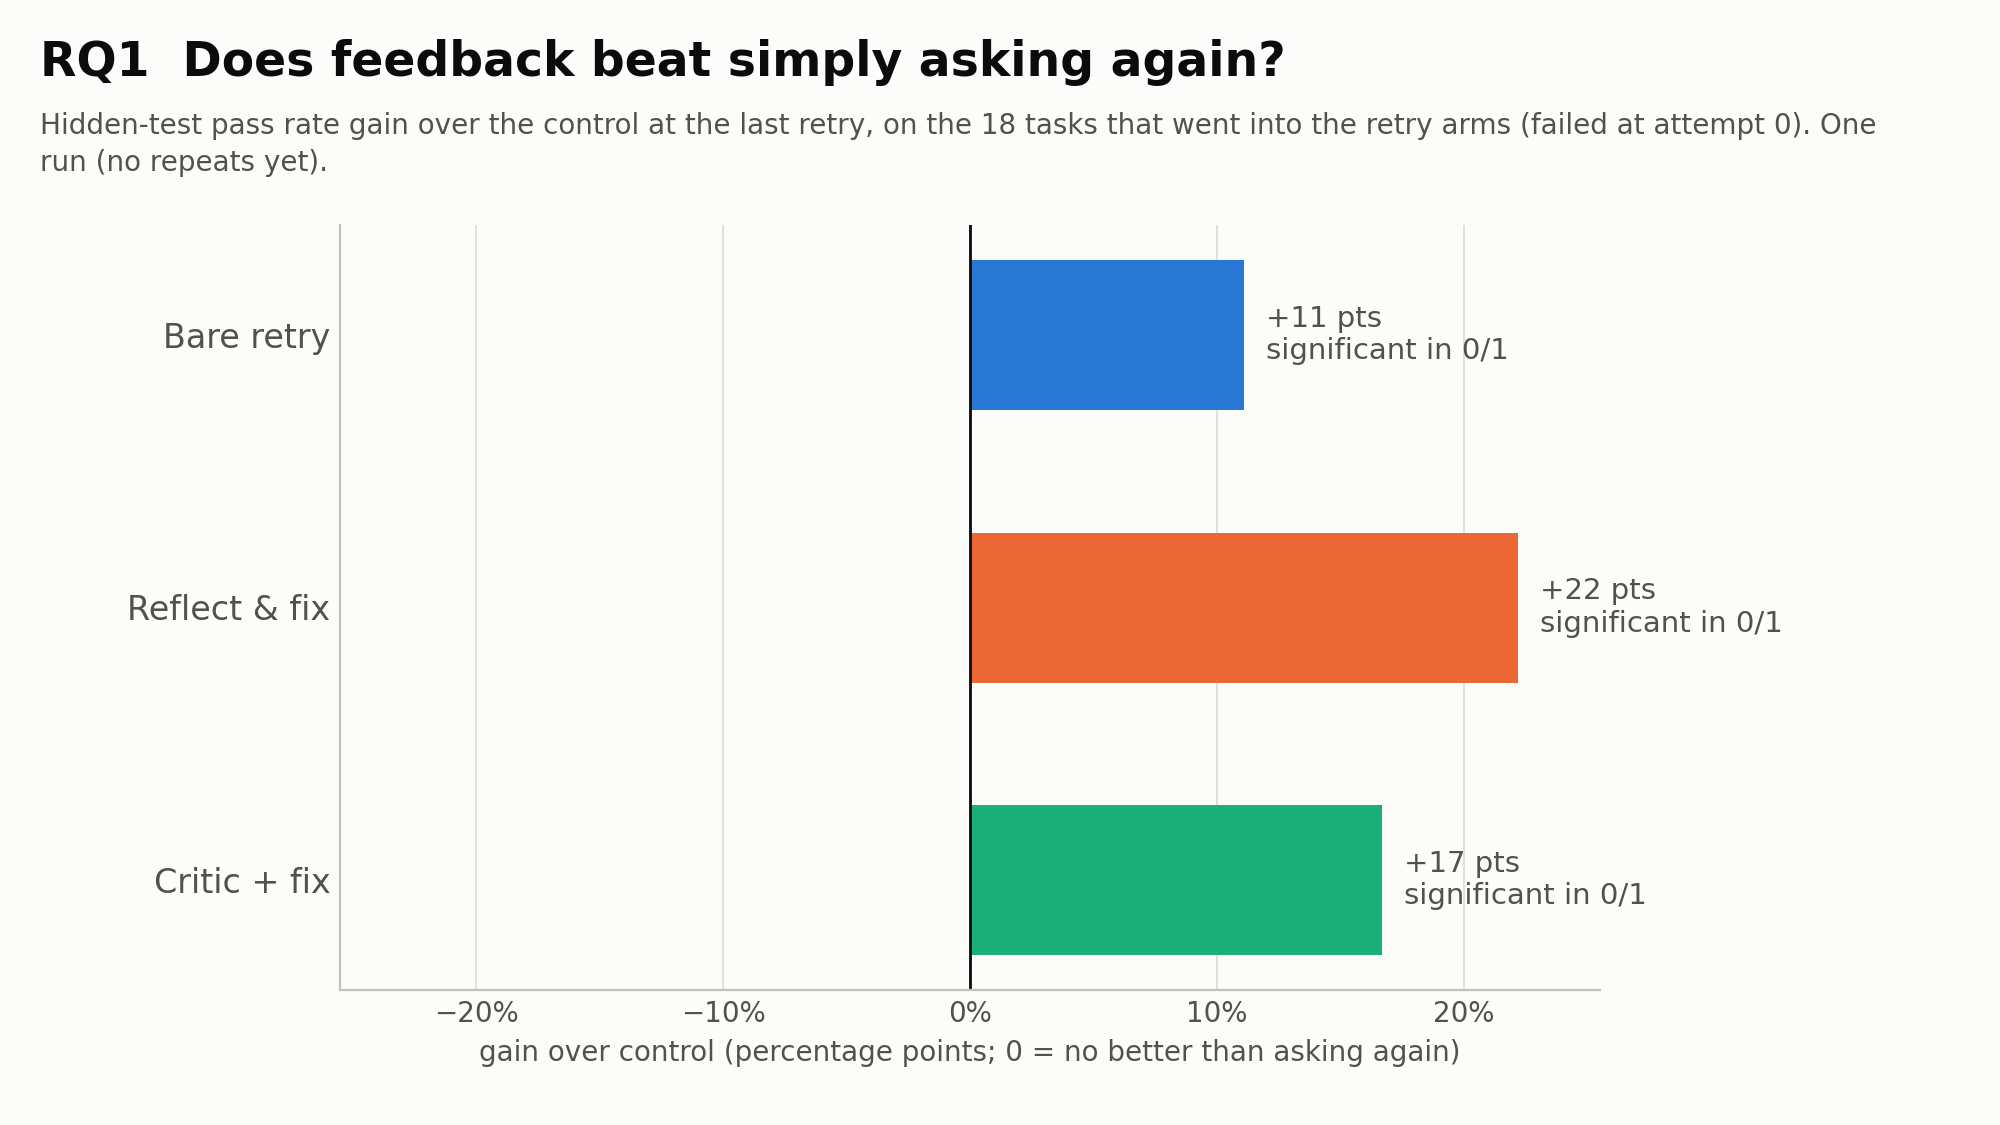 RQ1  Does feedback beat simply asking again?
Hidden-test pass rate gain over the control at the last retry, on the 18 tasks that went into the retry arms (failed at attempt 0). One
run (no repeats yet).
Bare retry
+11 pts
significant in 0/1
Reflect & fix
+22 pts
significant in 0/1
Critic + fix
+17 pts
significant in 0/1
−20%
−10%
0%
10%
20%
gain over control (percentage points; 0 = no better than asking again)